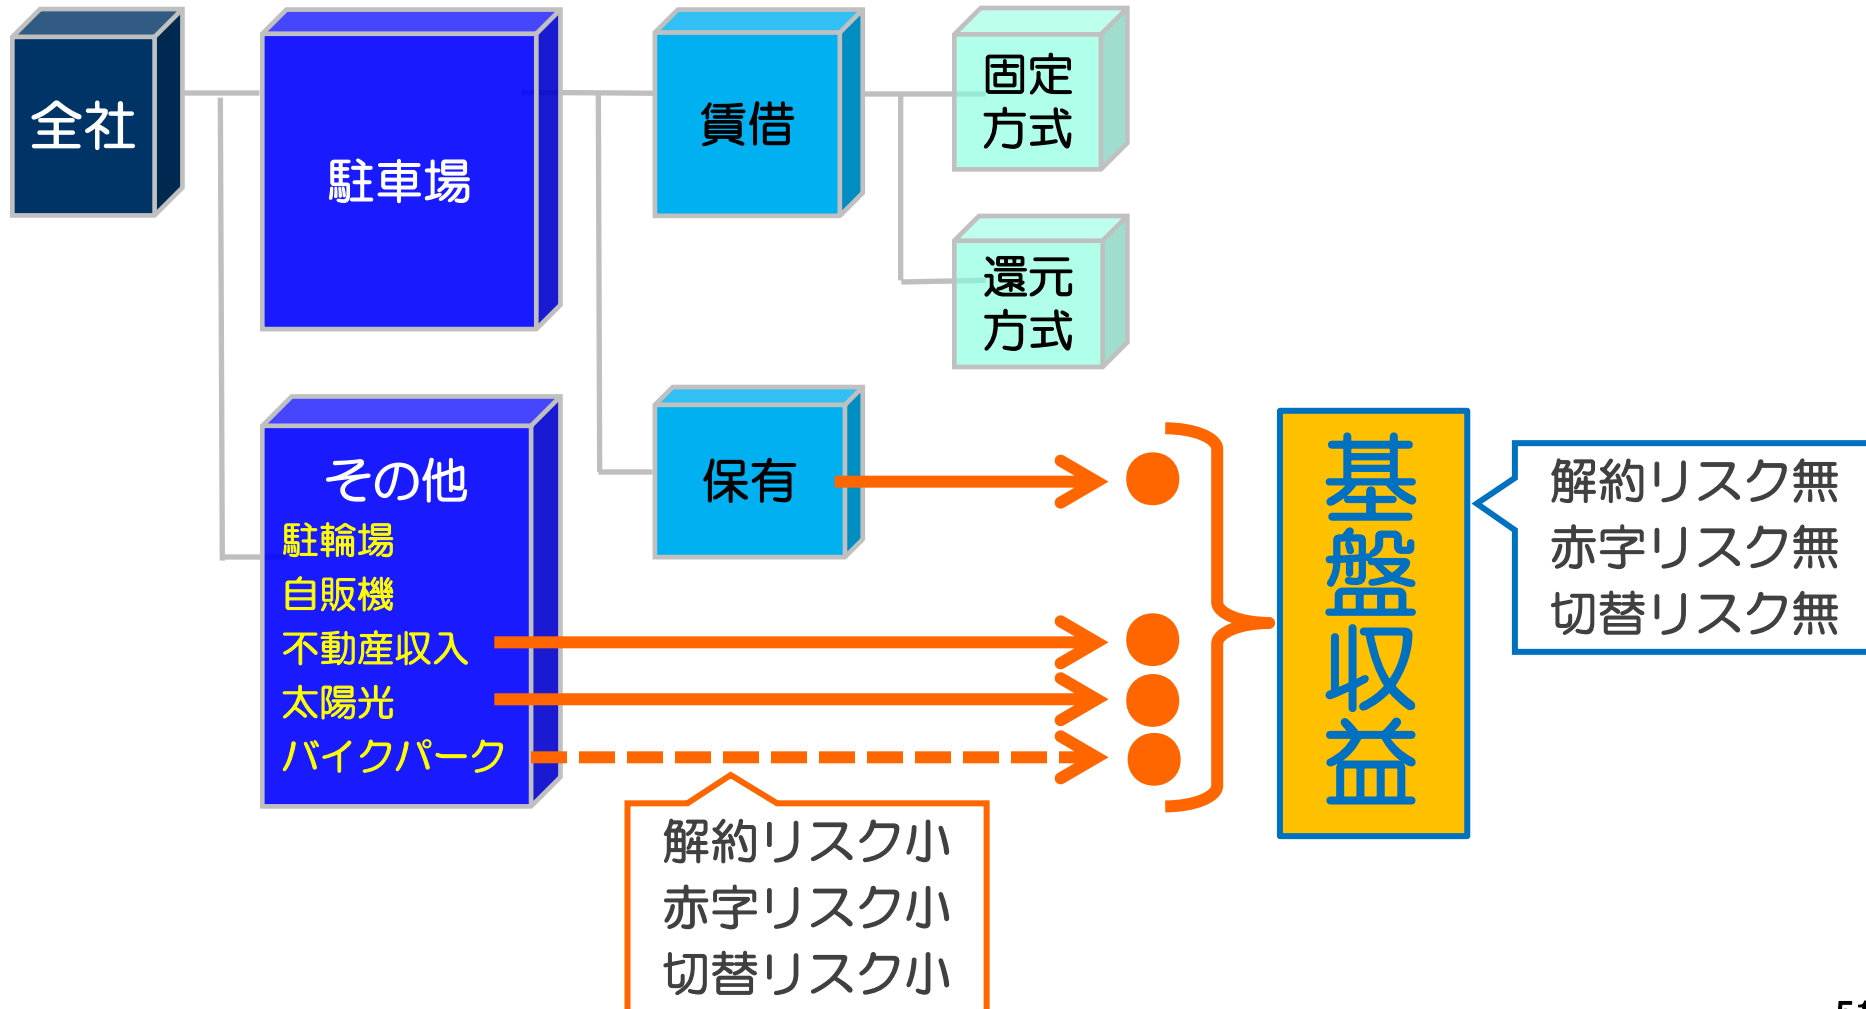 全社
駐車場
賃借
固定
方式
還元
方式
その他
駐輪場
自販機
不動産収入
太陽光
バイクパーク
保有
基盤収益
解約リスク無
赤字リスク無
切替リスク無
解約リスク小
赤字リスク小
切替リスク小